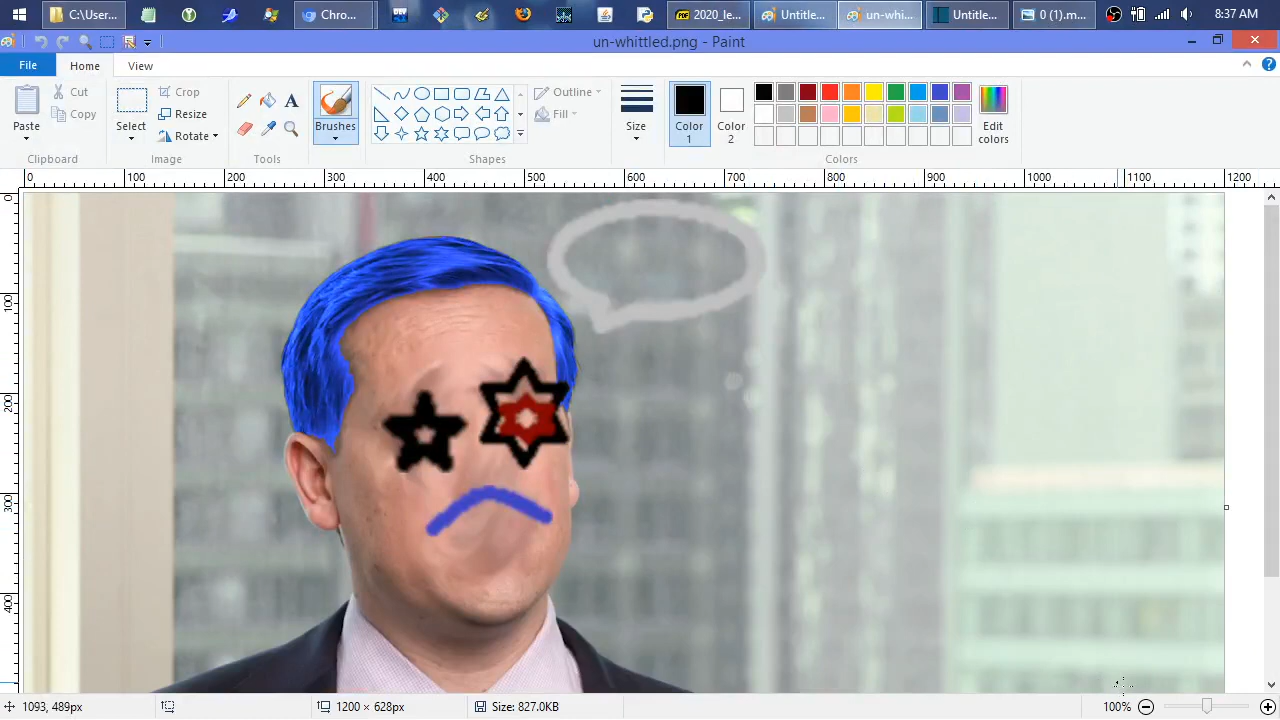 C:\User...
Chro...
2020_le...
Untitle...
un-whi...
Untitle...
0 (1).m...
8:37 AM
un-whittled.png - Paint
File
Home
View
Paste
Cut
Copy
Clipboard
Select
Crop
Resize
Rotate
Image
A
Tools
Brushes
Outline
Fill
Shapes
Size
Color 1
Color 2
Edit colors
Colors
0 100 200 300 400 500 600 700 800 900 1000 1100 1200
0
100
200
300
400
1093, 489px
1200 × 628px
Size: 827.0KB
100%